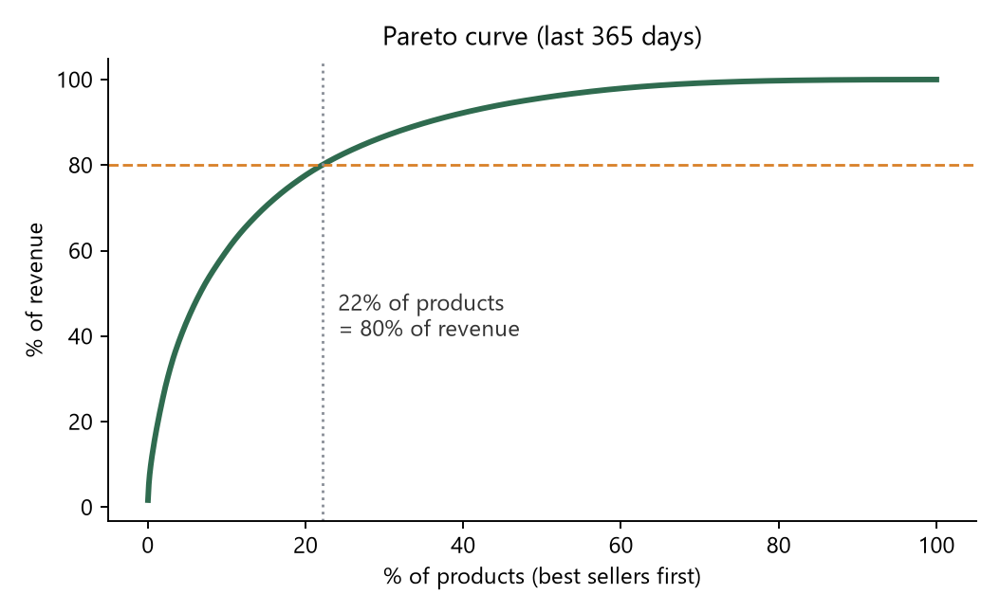 Pareto curve (last 365 days)
100
80
60
40
20
0
% of revenue
22% of products
= 80% of revenue
0 20 40 60 80 100
% of products (best sellers first)